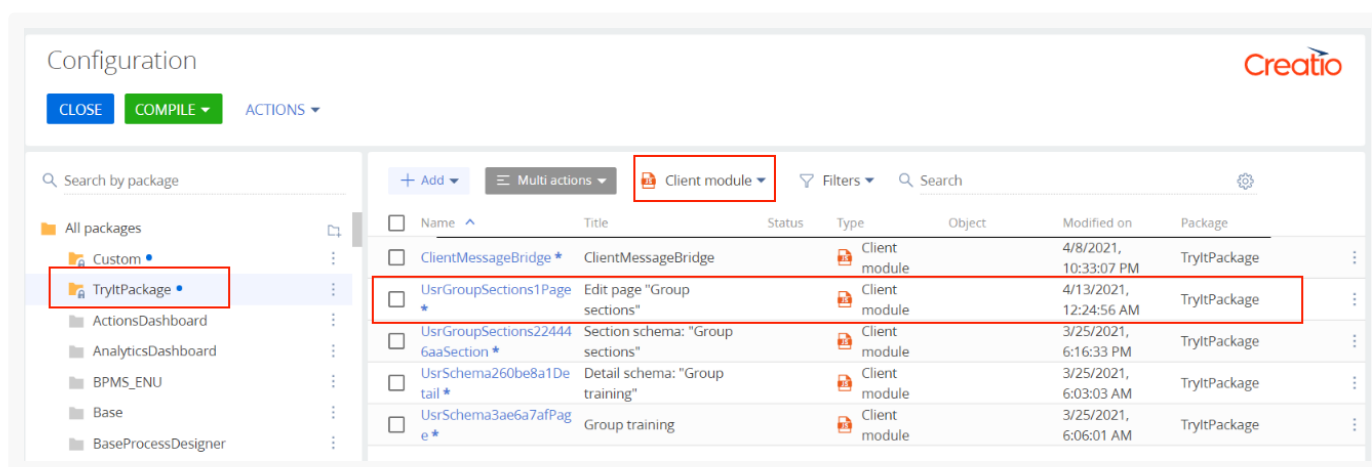 Configuration
Creatio
CLOSE COMPILE ACTIONS
Search by package
+ Add Multi actions Client module Filters Search
All packages
Custom
TryItPackage
ActionsDashboard
AnalyticsDashboard
BPMS_ENU
Base
BaseProcessDesigner
Name Title Status Type Object Modified on Package
ClientMessageBridge * ClientMessageBridge Client module 4/8/2021, 10:33:07 PM TryItPackage
UsrGroupSections1Page Edit page "Group Client 4/13/2021, TryItPackage
* sections" module 12:24:56 AM
UsrGroupSections22444 Section schema: "Group Client 3/25/2021, TryItPackage
6aaSection * sections" module 6:16:33 PM
UsrSchema260be8a1De Detail schema: "Group Client 3/25/2021, TryItPackage
tail * training" module 6:03:03 AM
UsrSchema3ae6a7afPag Group training Client 3/25/2021, TryItPackage
e * module 6:06:01 AM